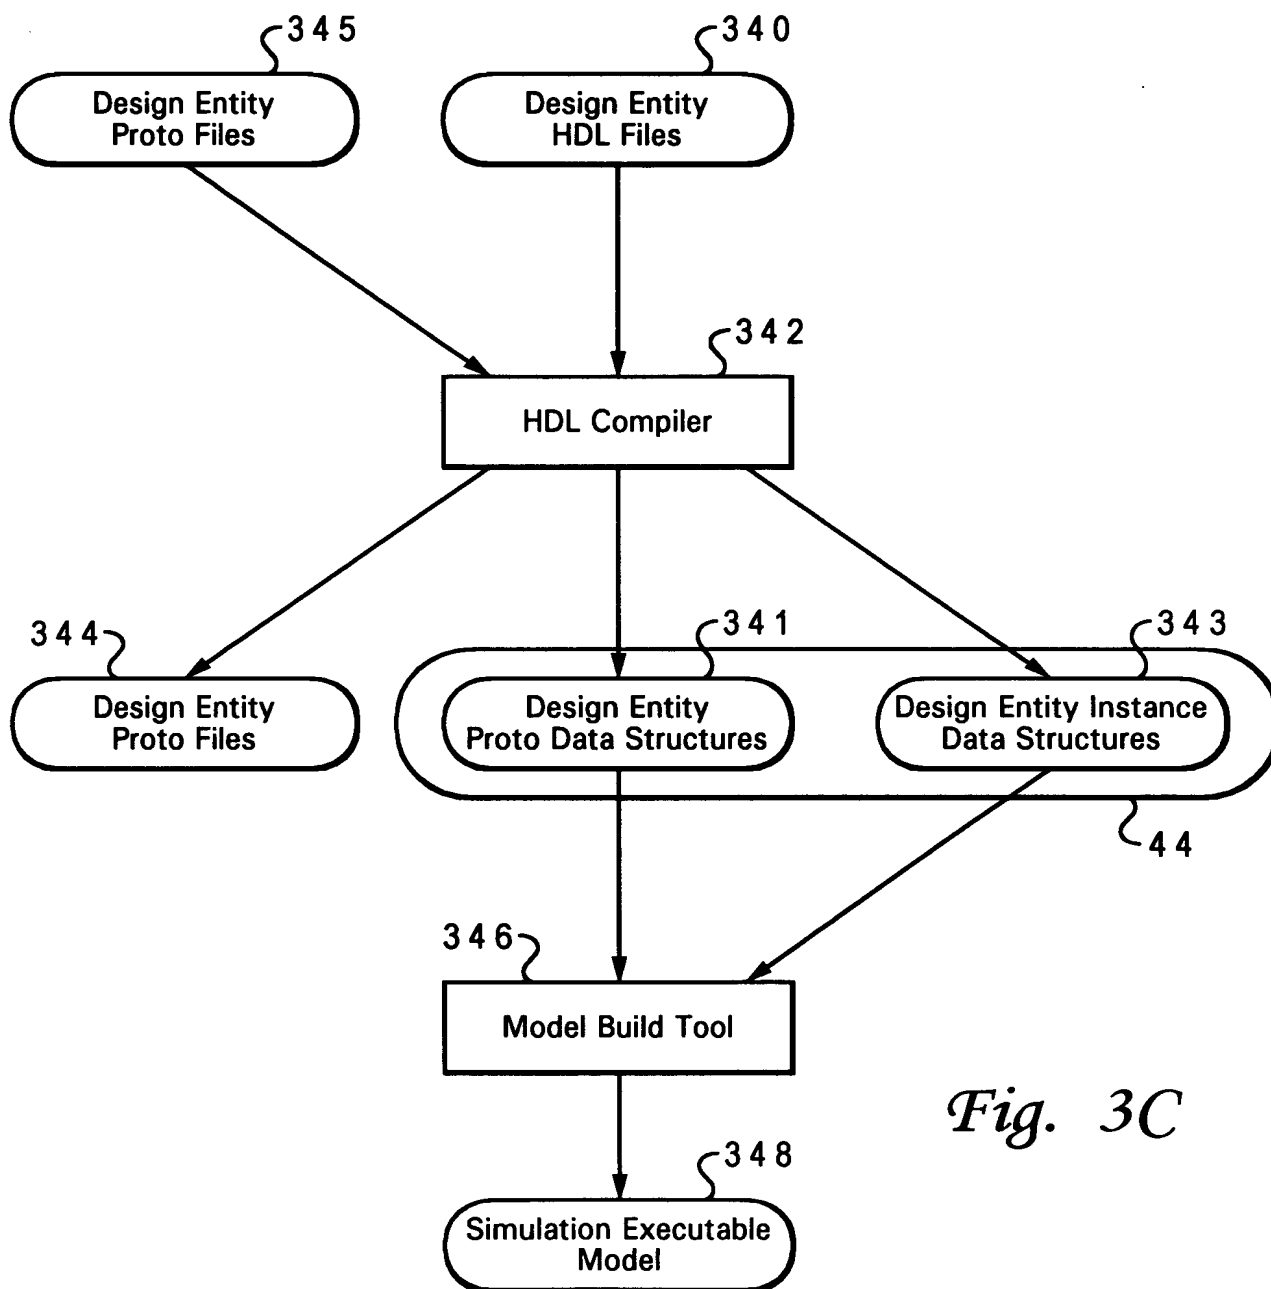 345
340
Design Entity
Proto Files
Design Entity
HDL Files
342
HDL Compiler
344
341
343
Design Entity
Proto Files
Design Entity
Proto Data Structures
Design Entity Instance
Data Structures
44
346
Model Build Tool
Fig. 3C
348
Simulation Executable
Model